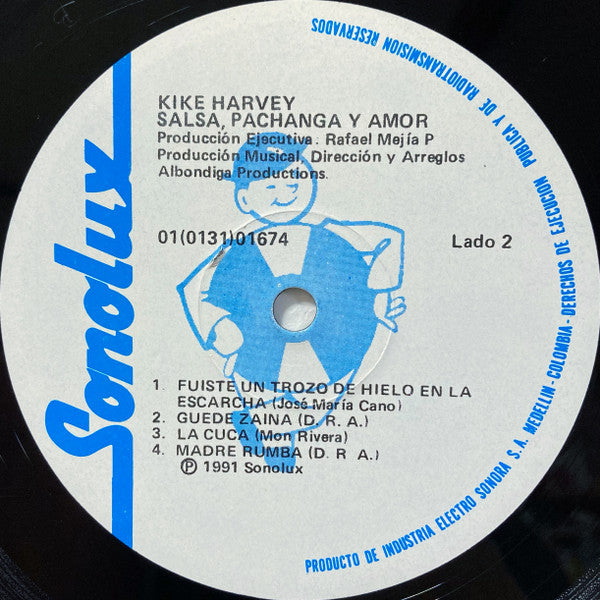 KIKE HARVEY
SALSA, PACHANGA Y AMOR
Producción Ejecutiva: Rafael Mejía P
Producción Musical, Dirección y Arreglos
Albondiga Productions.
01(0131)01674
Lado 2
1. FUISTE UN TROZO DE HIELO EN LA
ESCARCHA (José María Cano)
2. GUEDE ZAINA (D. R. A.)
3. LA CUCA (Mon Rivera)
4. MADRE RUMBA (D. R A.)
Ⓟ 1991 Sonolux
Sonolux
PRODUCTO DE INDUSTRIA ELECTRO SONORA S.A. MEDELLIN - COLOMBIA - DERECHOS DE EJECUCION PUBLICA Y DE RADIOTRANSMISION RESERVADOS